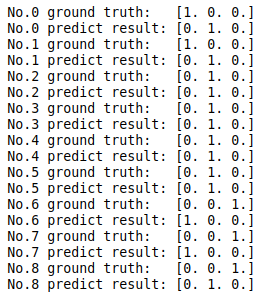 No.0 ground truth:   [1. 0. 0.]
No.0 predict result: [0. 1. 0.]
No.1 ground truth:   [1. 0. 0.]
No.1 predict result: [0. 1. 0.]
No.2 ground truth:   [0. 1. 0.]
No.2 predict result: [0. 1. 0.]
No.3 ground truth:   [0. 1. 0.]
No.3 predict result: [0. 1. 0.]
No.4 ground truth:   [0. 1. 0.]
No.4 predict result: [0. 1. 0.]
No.5 ground truth:   [0. 1. 0.]
No.5 predict result: [0. 1. 0.]
No.6 ground truth:   [0. 0. 1.]
No.6 predict result: [1. 0. 0.]
No.7 ground truth:   [0. 0. 1.]
No.7 predict result: [1. 0. 0.]
No.8 ground truth:   [0. 0. 1.]
No.8 predict result: [0. 1. 0.]